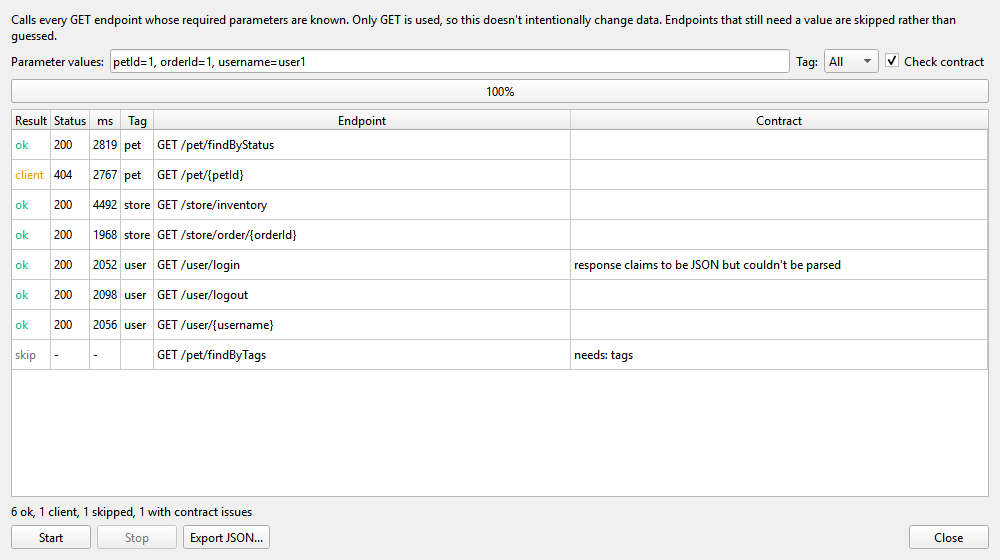 Calls every GET endpoint whose required parameters are known. Only GET is used, so this doesn't intentionally change data. Endpoints that still need a value are skipped rather than
guessed.
Parameter values: petId=1, orderId=1, username=user1 Tag: All Check contract
100%
Result Status ms Tag Endpoint Contract
ok 200 2819 pet GET /pet/findByStatus
client 404 2767 pet GET /pet/{petId}
ok 200 4492 store GET /store/inventory
ok 200 1968 store GET /store/order/{orderId}
ok 200 2052 user GET /user/login response claims to be JSON but couldn't be parsed
ok 200 2098 user GET /user/logout
ok 200 2056 user GET /user/{username}
skip - - GET /pet/findByTags needs: tags
6 ok, 1 client, 1 skipped, 1 with contract issues
Start Stop Export JSON... Close